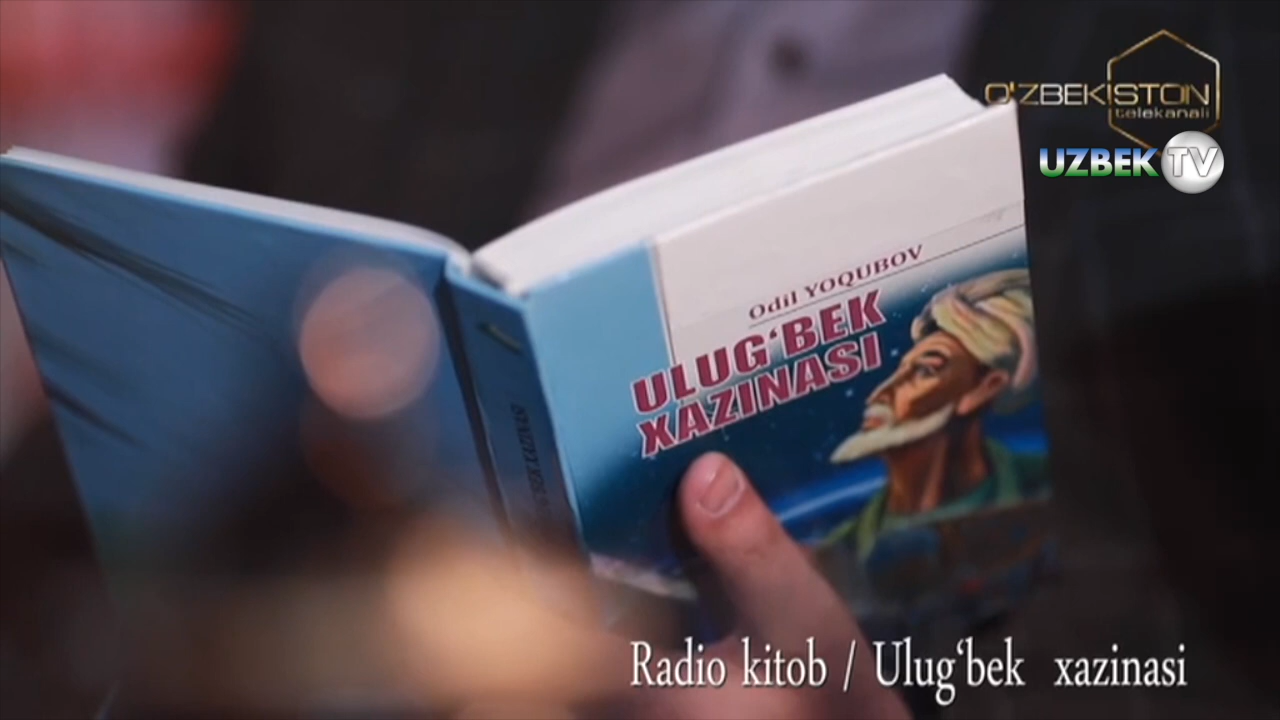 O'ZBEKISTON
telekanali
UZBEK TV
Odil YOQUBOV
ULUG‘BEK
XAZINASI
Radio kitob / Ulug‘bek xazinasi